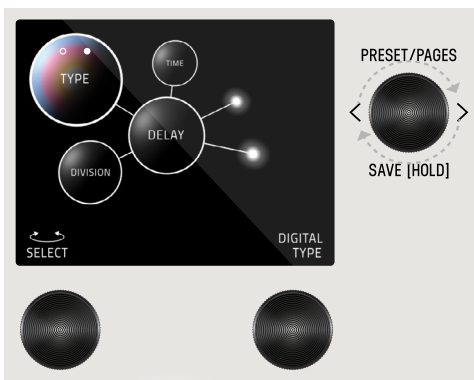 PRESET/PAGES
TYPE
TIME
DELAY
DIVISION
< >
SAVE [HOLD]
SELECT
DIGITAL
TYPE